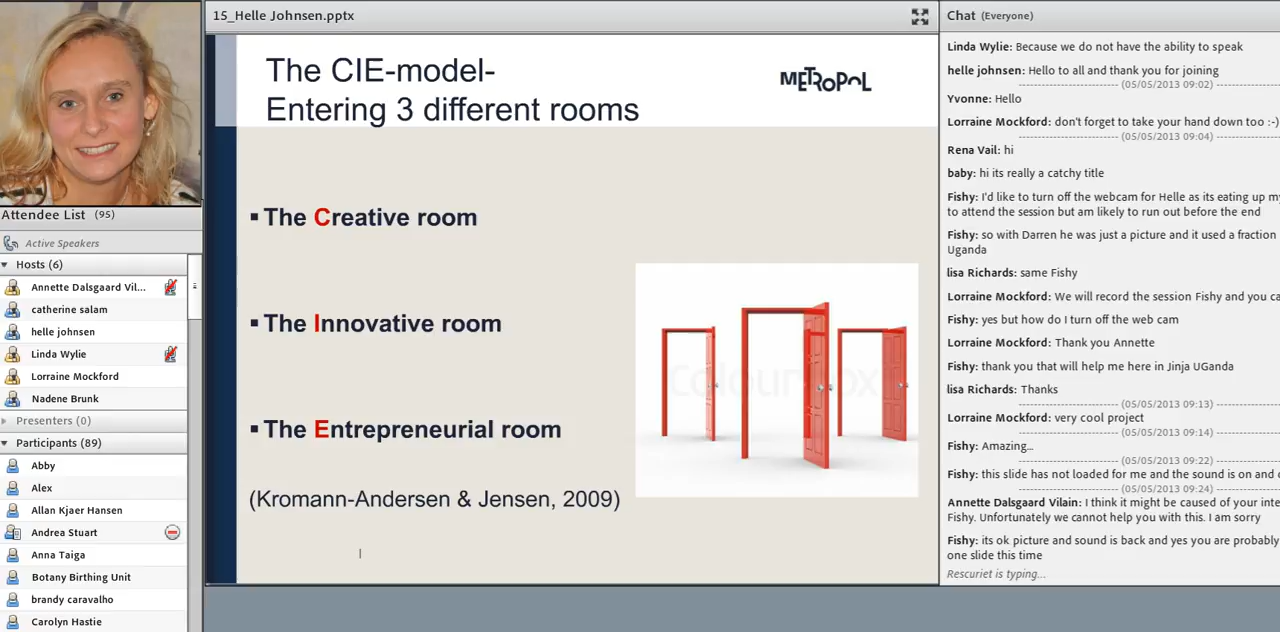 15_Helle Johnsen.pptx
The CIE-model-
Entering 3 different rooms
METROPOL
▪ The Creative room
▪ The Innovative room
▪ The Entrepreneurial room
(Kromann-Andersen & Jensen, 2009)
Attendee List (95)
Active Speakers
Hosts (6)
Annette Dalsgaard Vil...
catherine salam
helle johnsen
Linda Wylie
Lorraine Mockford
Nadene Brunk
Presenters (0)
Participants (89)
Abby
Alex
Allan Kjaer Hansen
Andrea Stuart
Anna Taiga
Botany Birthing Unit
brandy caravalho
Carolyn Hastie
Chat (Everyone)
Linda Wylie: Because we do not have the ability to speak
helle johnsen: Hello to all and thank you for joining
(05/05/2013 09:02)
Yvonne: Hello
Lorraine Mockford: don't forget to take your hand down too :-)
(05/05/2013 09:04)
Rena Vail: hi
baby: hi its really a catchy title
Fishy: I'd like to turn off the webcam for Helle as its eating up my
to attend the session but am likely to run out before the end
Fishy: so with Darren he was just a picture and it used a fraction
Uganda
lisa Richards: same Fishy
Lorraine Mockford: We will record the session Fishy and you ca
Fishy: yes but how do I turn off the web cam
Lorraine Mockford: Thank you Annette
Fishy: thank you that will help me here in Jinja UGanda
lisa Richards: Thanks
(05/05/2013 09:13)
Lorraine Mockford: very cool project
(05/05/2013 09:14)
Fishy: Amazing...
(05/05/2013 09:22)
Fishy: this slide has not loaded for me and the sound is on and o
(05/05/2013 09:24)
Annette Dalsgaard Vilain: I think it might be caused of your inte
Fishy. Unfortunately we cannot help you with this. I am sorry
Fishy: its ok picture and sound is back and yes you are probably
one slide this time
Rescuriet is typing...